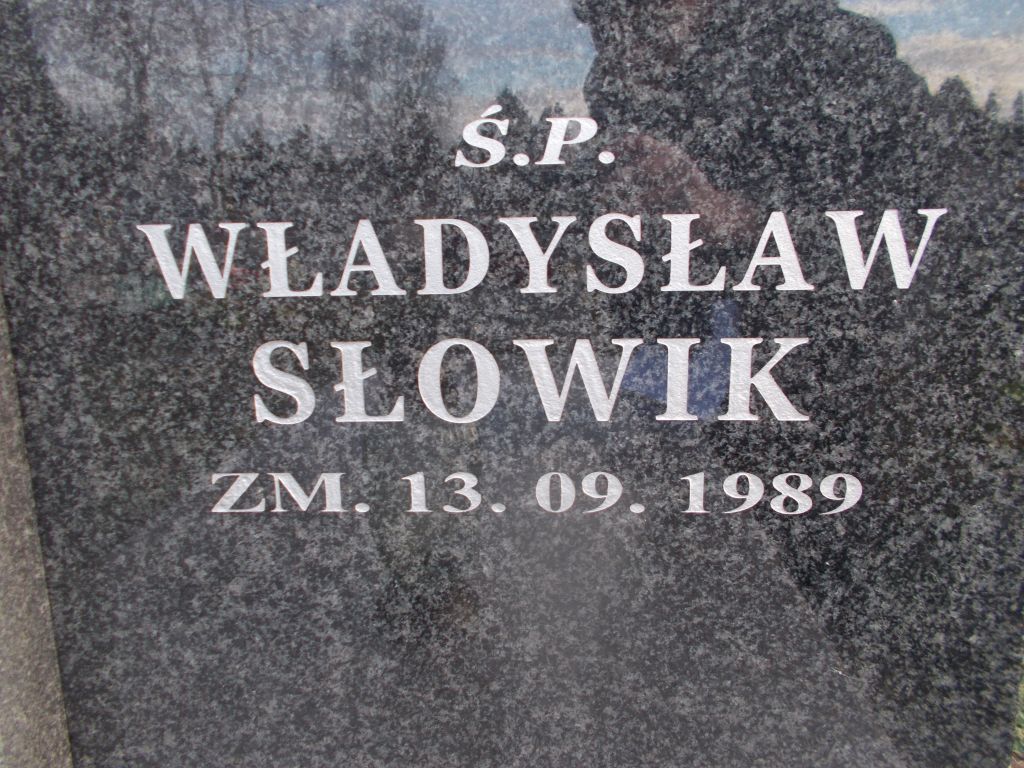 Ś.P.
WŁADYSŁAW
SŁOWIK
ZM. 13. 09. 1989